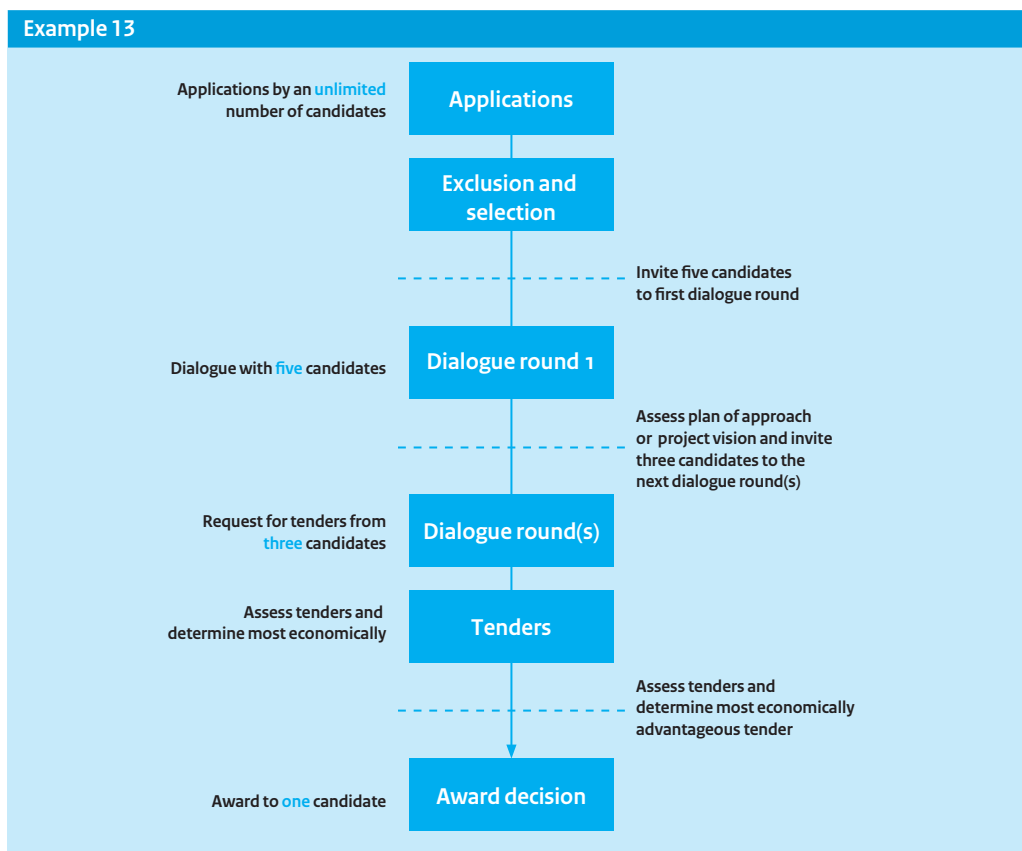 Example 13
Applications by an unlimited
number of candidates
Applications
Exclusion and
selection
Invite five candidates
to first dialogue round
Dialogue with five candidates
Dialogue round 1
Assess plan of approach
or project vision and invite
three candidates to the
next dialogue round(s)
Request for tenders from
three candidates
Dialogue round(s)
Assess tenders and
determine most economically
Tenders
Assess tenders and
determine most economically
advantageous tender
Award to one candidate
Award decision